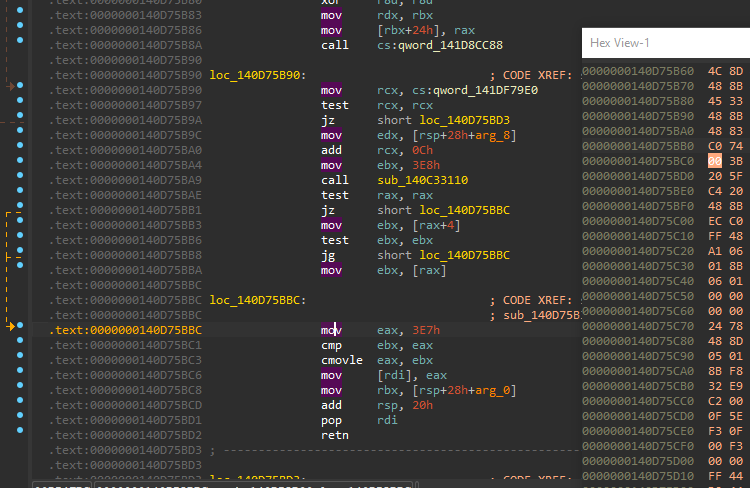 .text:0000000140D75B80 xor r8d, r8d
.text:0000000140D75B83 mov rdx, rbx
.text:0000000140D75B86 mov [rbx+24h], rax
.text:0000000140D75B8A call cs:qword_141D8CC88
.text:0000000140D75B90
.text:0000000140D75B90 loc_140D75B90: ; CODE XREF:
.text:0000000140D75B90 mov rcx, cs:qword_141DF79E0
.text:0000000140D75B97 test rcx, rcx
.text:0000000140D75B9A jz short loc_140D75BD3
.text:0000000140D75B9C mov edx, [rsp+28h+arg_8]
.text:0000000140D75BA0 add rcx, 0Ch
.text:0000000140D75BA4 mov ebx, 3E8h
.text:0000000140D75BA9 call sub_140C33110
.text:0000000140D75BAE test rax, rax
.text:0000000140D75BB1 jz short loc_140D75BBC
.text:0000000140D75BB3 mov ebx, [rax+4]
.text:0000000140D75BB6 test ebx, ebx
.text:0000000140D75BB8 jg short loc_140D75BBC
.text:0000000140D75BBA mov ebx, [rax]
.text:0000000140D75BBC
.text:0000000140D75BBC loc_140D75BBC: ; CODE XREF:
.text:0000000140D75BBC ; sub_140D75B
.text:0000000140D75BBC mov eax, 3E7h
.text:0000000140D75BC1 cmp ebx, eax
.text:0000000140D75BC3 cmovle eax, ebx
.text:0000000140D75BC6 mov [rdi], eax
.text:0000000140D75BC8 mov rbx, [rsp+28h+arg_0]
.text:0000000140D75BCD add rsp, 20h
.text:0000000140D75BD1 pop rdi
.text:0000000140D75BD2 retn
.text:0000000140D75BD3 ; ---------------------------------------------------------------------------
.text:0000000140D75BD3
.text:0000000140D75BD3 loc_140D75BD3: ; CODE XREF:
Hex View-1
0000000140D75B60 4C 8D
0000000140D75B70 48 8B
0000000140D75B80 45 33
0000000140D75B90 48 8B
0000000140D75BA0 48 83
0000000140D75BB0 C0 74
0000000140D75BC0 00 3B
0000000140D75BD0 20 5F
0000000140D75BE0 C4 20
0000000140D75BF0 48 8B
0000000140D75C00 EC C0
0000000140D75C10 FF 48
0000000140D75C20 A1 06
0000000140D75C30 01 8B
0000000140D75C40 06 01
0000000140D75C50 00 00
0000000140D75C60 00 00
0000000140D75C70 24 78
0000000140D75C80 48 8D
0000000140D75C90 05 01
0000000140D75CA0 8B F8
0000000140D75CB0 32 E9
0000000140D75CC0 C2 00
0000000140D75CD0 0F 5E
0000000140D75CE0 F3 0F
0000000140D75CF0 00 F3
0000000140D75D00 00 00
0000000140D75D10 FF 44